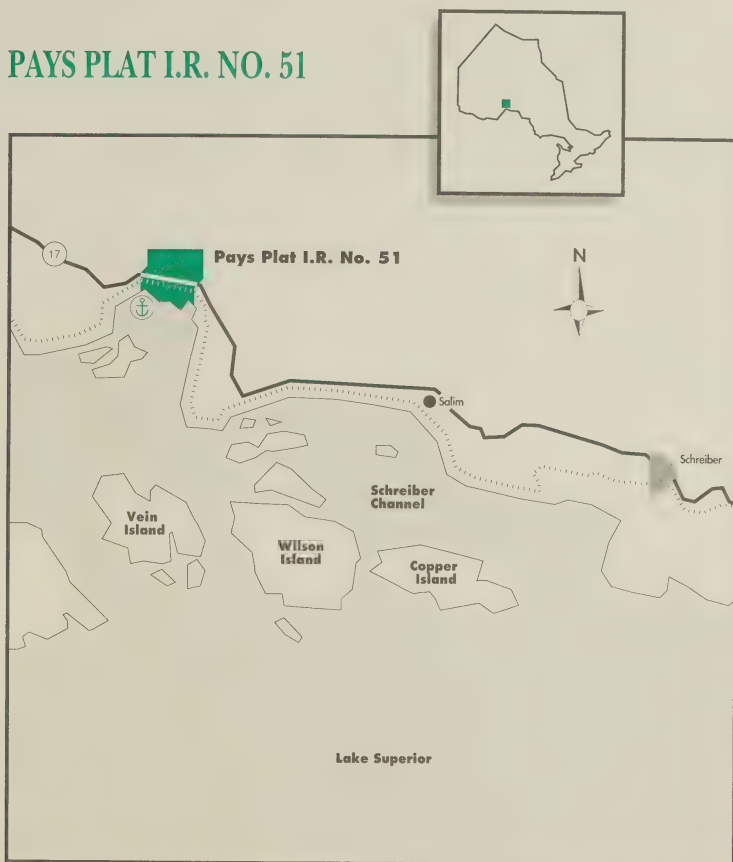 PAYS PLAT I.R. NO. 51
17
Pays Plat I.R. No. 51
N
Salim
Schreiber
Schreiber
Channel
Vein
Island
Wilson
Island
Copper
Island
Lake Superior